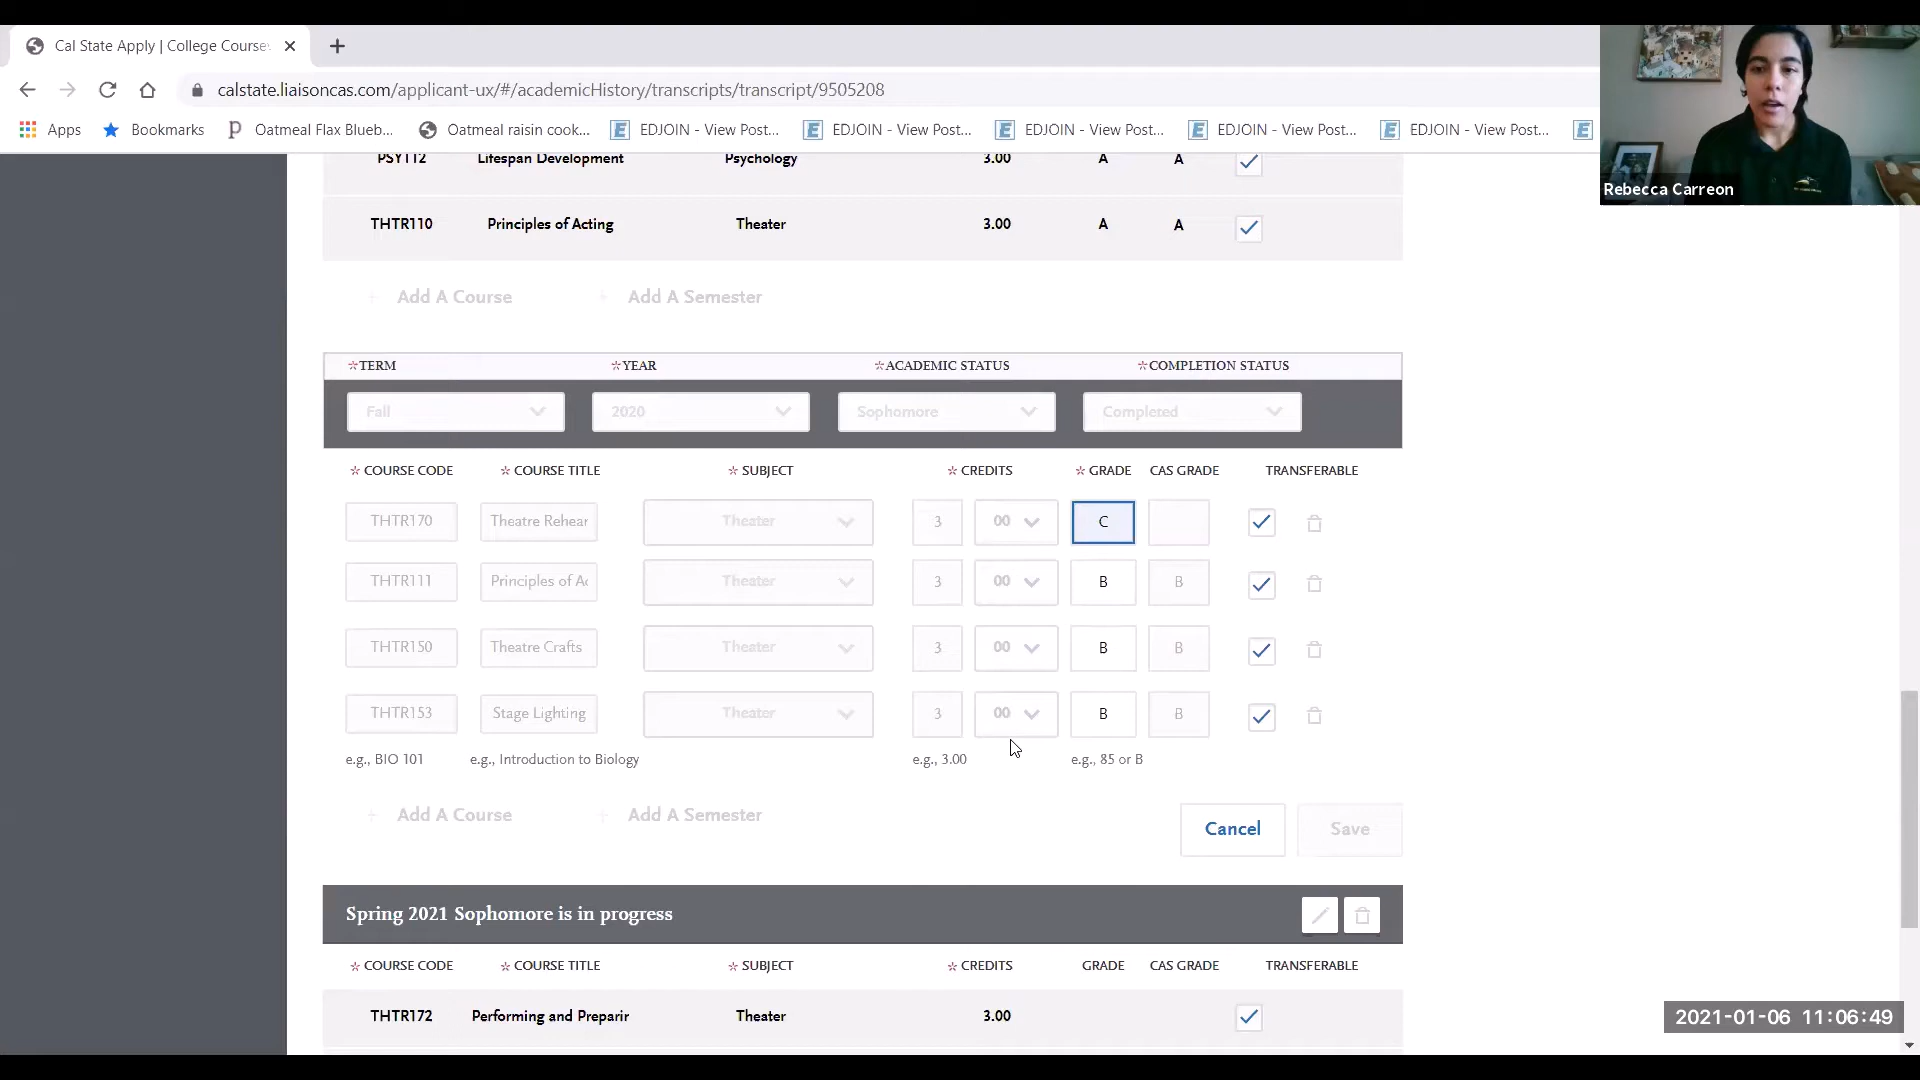 Cal State Apply | College Course
calstate.liaisoncas.com/applicant-ux/#/academicHistory/transcripts/transcript/9505208
Apps Bookmarks Oatmeal Flax Blueb... Oatmeal raisin cook... EDJOIN - View Post... EDJOIN - View Post... EDJOIN - View Post... EDJOIN - View Post... EDJOIN - View Post...
Rebecca Carreon
PSY112 Lifespan Development Psychology 3.00 A A
THTR110 Principles of Acting Theater 3.00 A A
+ Add A Course + Add A Semester
*TERM *YEAR *ACADEMIC STATUS *COMPLETION STATUS
Fall 2020 Sophomore Completed
* COURSE CODE * COURSE TITLE * SUBJECT * CREDITS * GRADE CAS GRADE TRANSFERABLE
THTR170 Theatre Rehear Theater 3 00 C
THTR111 Principles of Ac Theater 3 00 B B
THTR150 Theatre Crafts Theater 3 00 B B
THTR153 Stage Lighting Theater 3 00 B B
e.g., BIO 101 e.g., Introduction to Biology e.g., 3.00 e.g., 85 or B
+ Add A Course + Add A Semester
Cancel Save
Spring 2021 Sophomore is in progress
* COURSE CODE * COURSE TITLE * SUBJECT * CREDITS GRADE CAS GRADE TRANSFERABLE
THTR172 Performing and Preparir Theater 3.00
2021-01-06 11:06:49